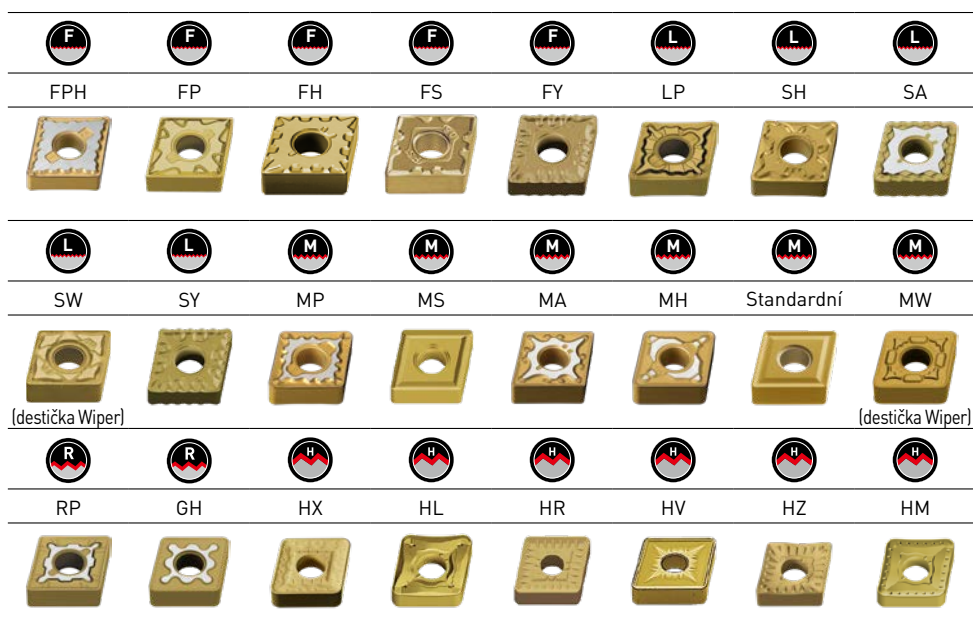 F F F F F L L L
FPH FP FH FS FY LP SH SA
L L M M M M M M
SW SY MP MS MA MH Standardní MW
(destička Wiper) (destička Wiper)
R R H H H H H H
RP GH HX HL HR HV HZ HM